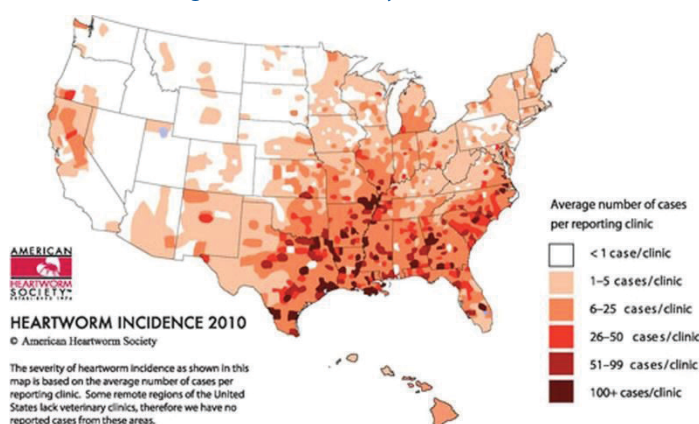 Average number of cases
per reporting clinic
< 1 case/clinic
1–5 cases/clinic
6–25 cases/clinic
26–50 cases/clinic
51–99 cases/clinic
100+ cases/clinic
AMERICAN
HEARTWORM
SOCIETY
HEARTWORM INCIDENCE 2010
© American Heartworm Society
The severity of heartworm incidence as shown in this
map is based on the average number of cases per
reporting clinic. Some remote regions of the United
States lack veterinary clinics, therefore we have no
reported cases from these areas.